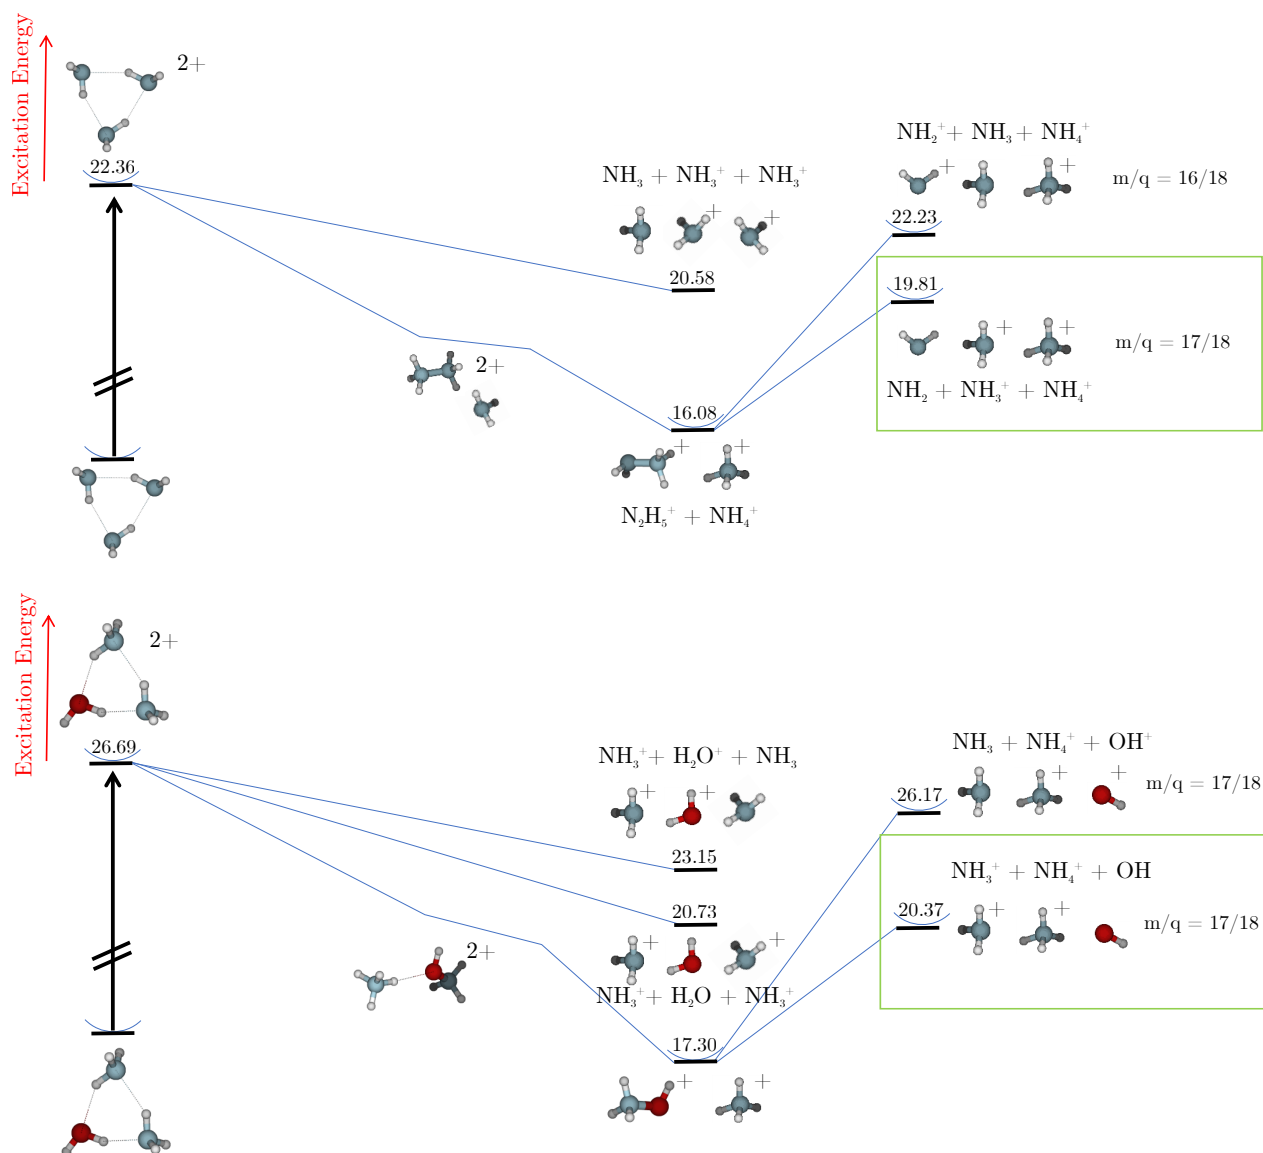 Excitation Energy
2+
22.36
NH₃ + NH₃⁺ + NH₃⁺
+
+
20.58
NH₂⁺ + NH₃ + NH₄⁺
+
+
m/q = 16/18
22.23
19.81
+
+
m/q = 17/18
NH₂ + NH₃⁺ + NH₄⁺
2+
16.08
+
+
N₂H₅⁺ + NH₄⁺
Excitation Energy
2+
26.69
NH₃⁺ + H₂O⁺ + NH₃
+
+
23.15
20.73
+
+
NH₃⁺ + H₂O + NH₃⁺
NH₃ + NH₄⁺ + OH⁺
+
+
m/q = 17/18
26.17
NH₃⁺ + NH₄⁺ + OH
20.37
+
+
m/q = 17/18
2+
17.30
+
+